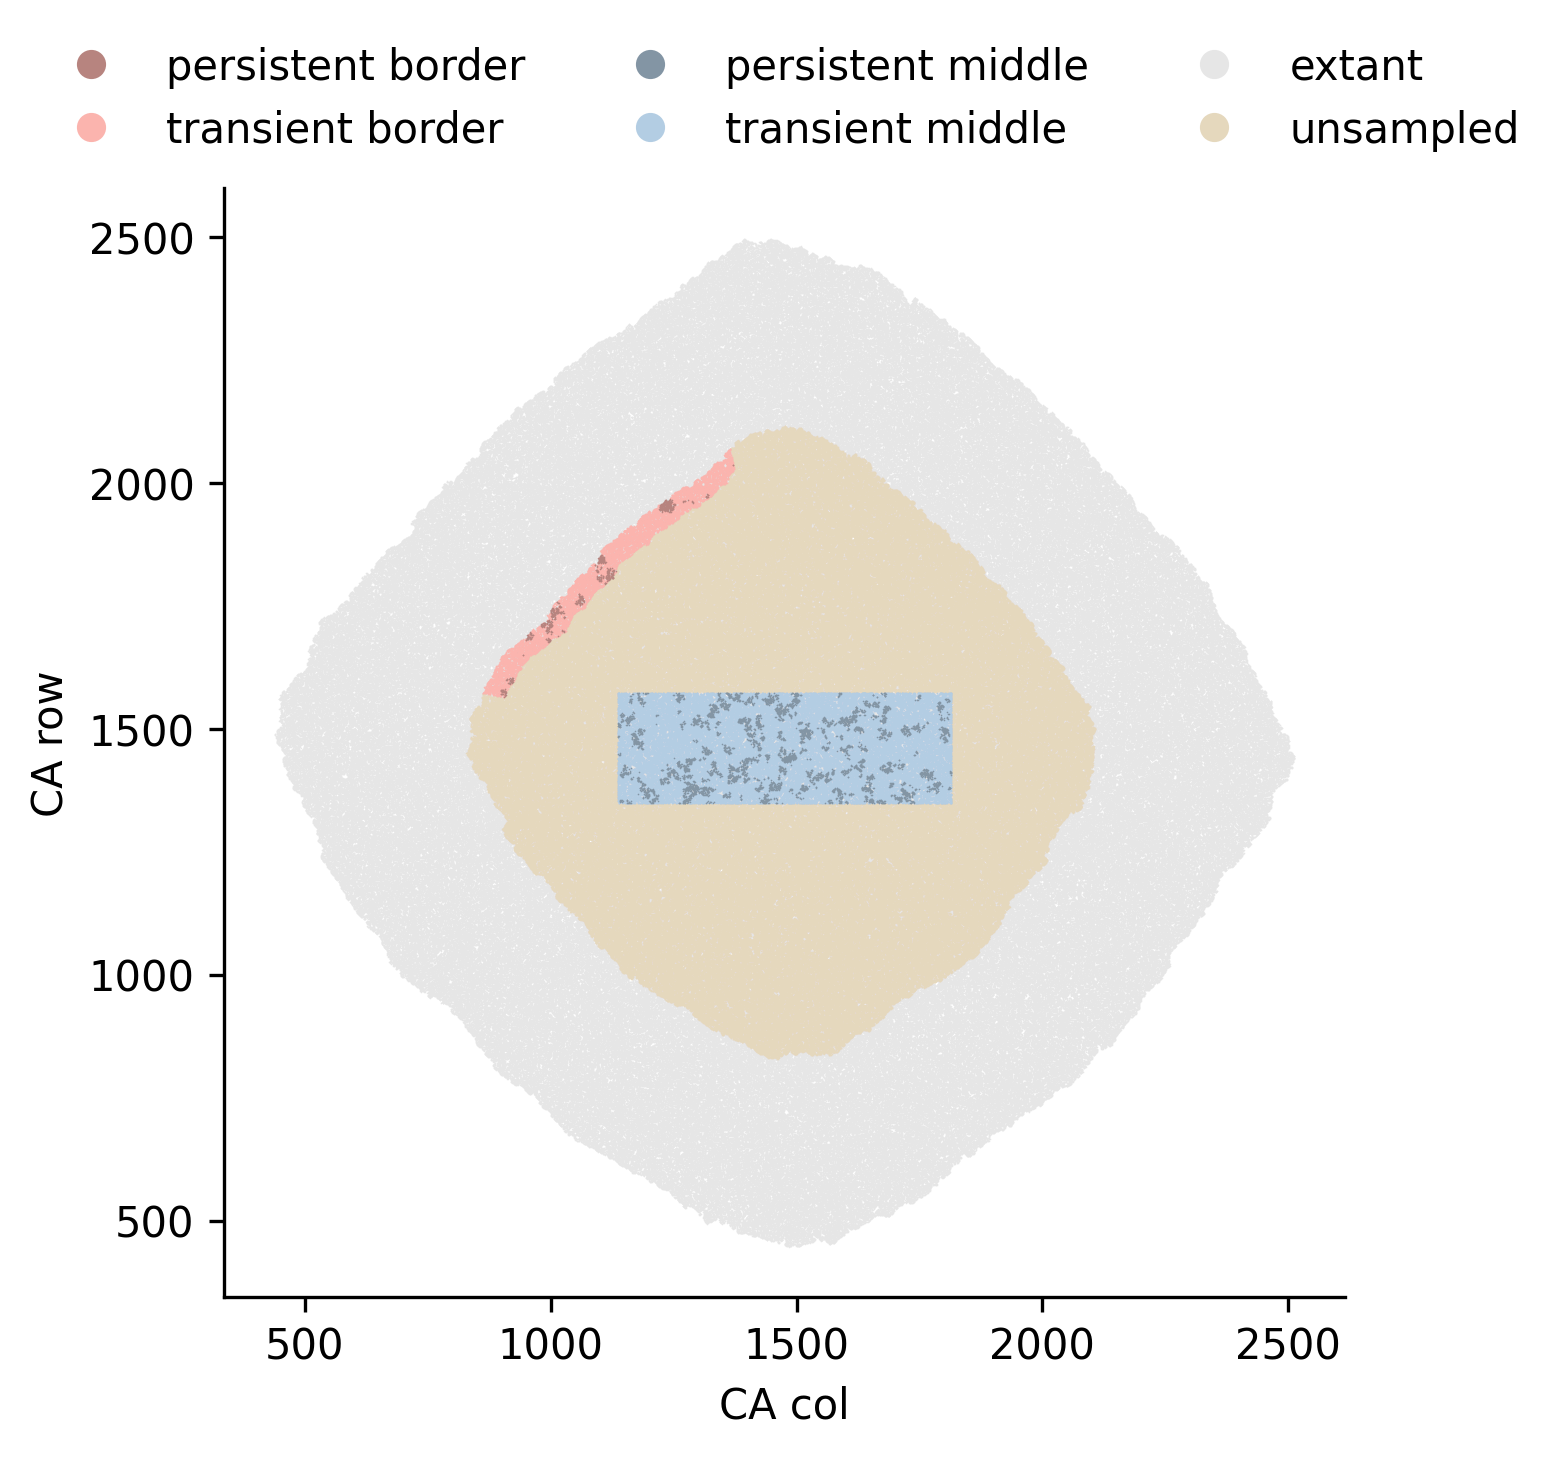 persistent border
persistent middle
extant
transient border
transient middle
unsampled
2500
2000
1500
1000
500
CA row
500
1000
1500
2000
2500
CA col